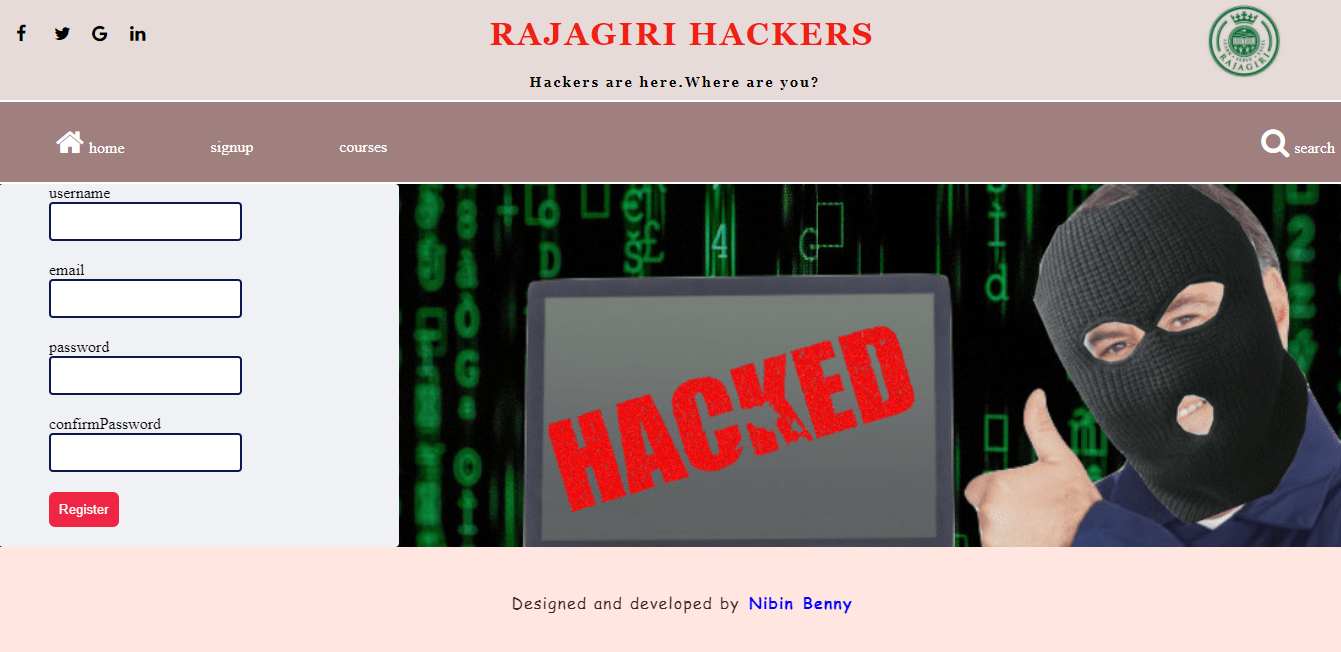 RAJAGIRI HACKERS
Hackers are here.Where are you?
RAJAGIRI
home
signup
courses
search
username
email
password
confirmPassword
Register
HACKED
Designed and developed by Nibin Benny